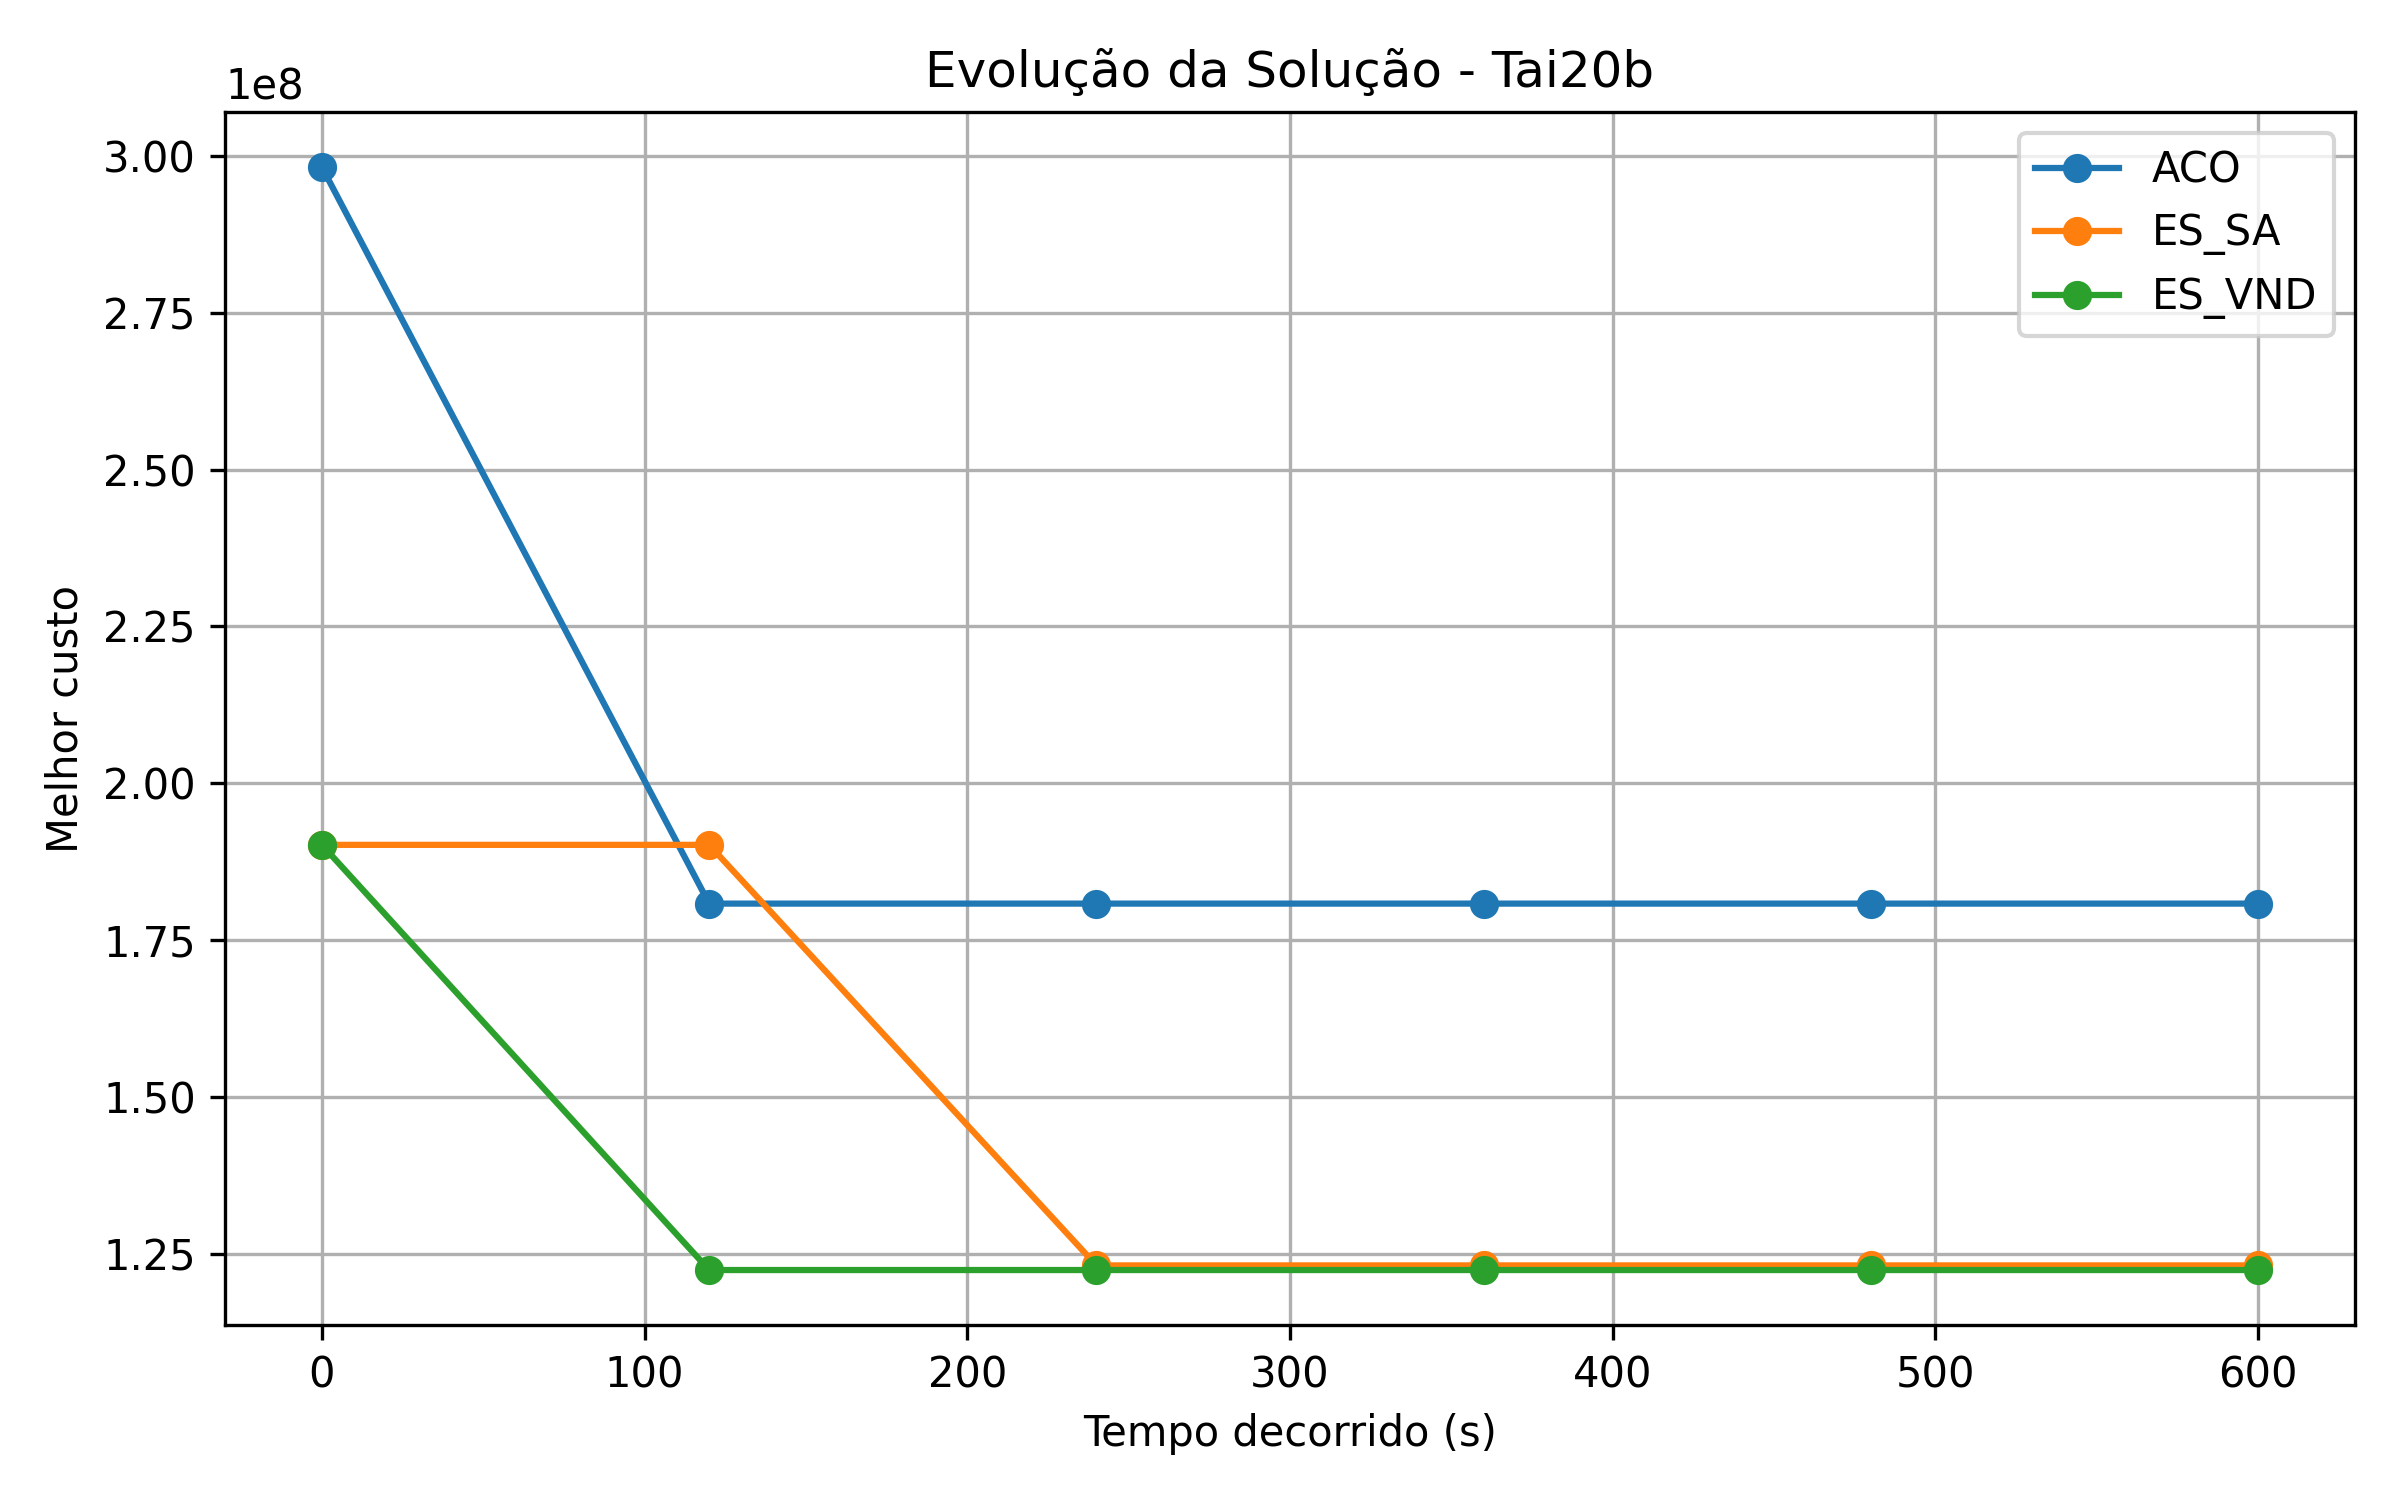 Evolução da Solução - Tai20b
1e8
3.00
2.75
2.50
2.25
2.00
1.75
1.50
1.25
Melhor custo
ACO
ES_SA
ES_VND
0 100 200 300 400 500 600
Tempo decorrido (s)